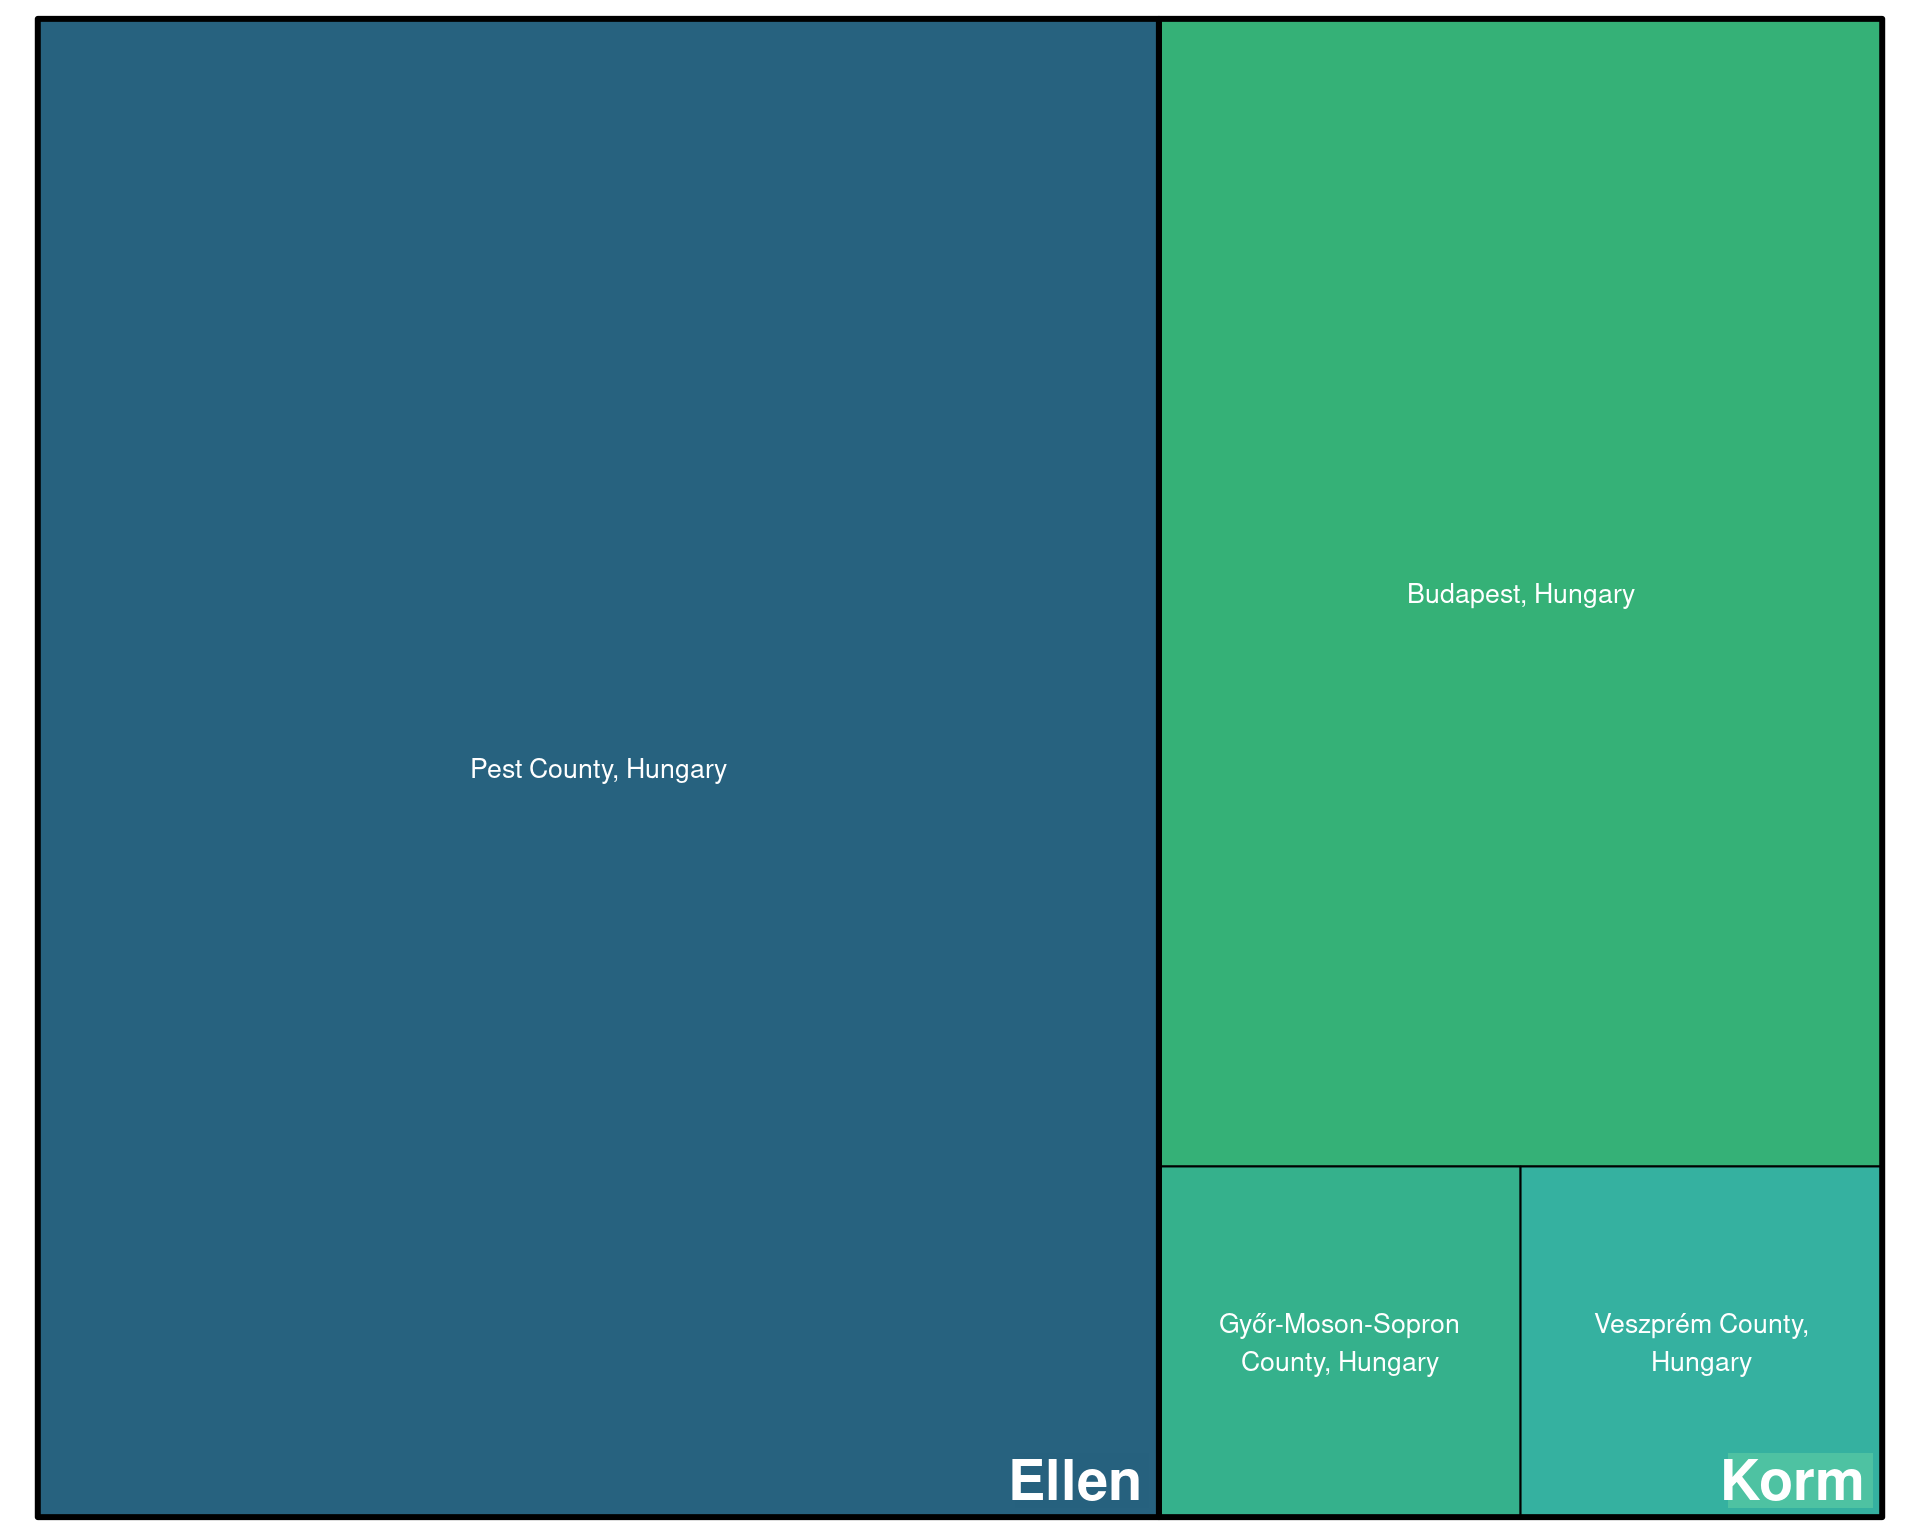 Pest County, Hungary
Ellen
Budapest, Hungary
Győr-Moson-Sopron
County, Hungary
Veszprém County,
Hungary
Korm